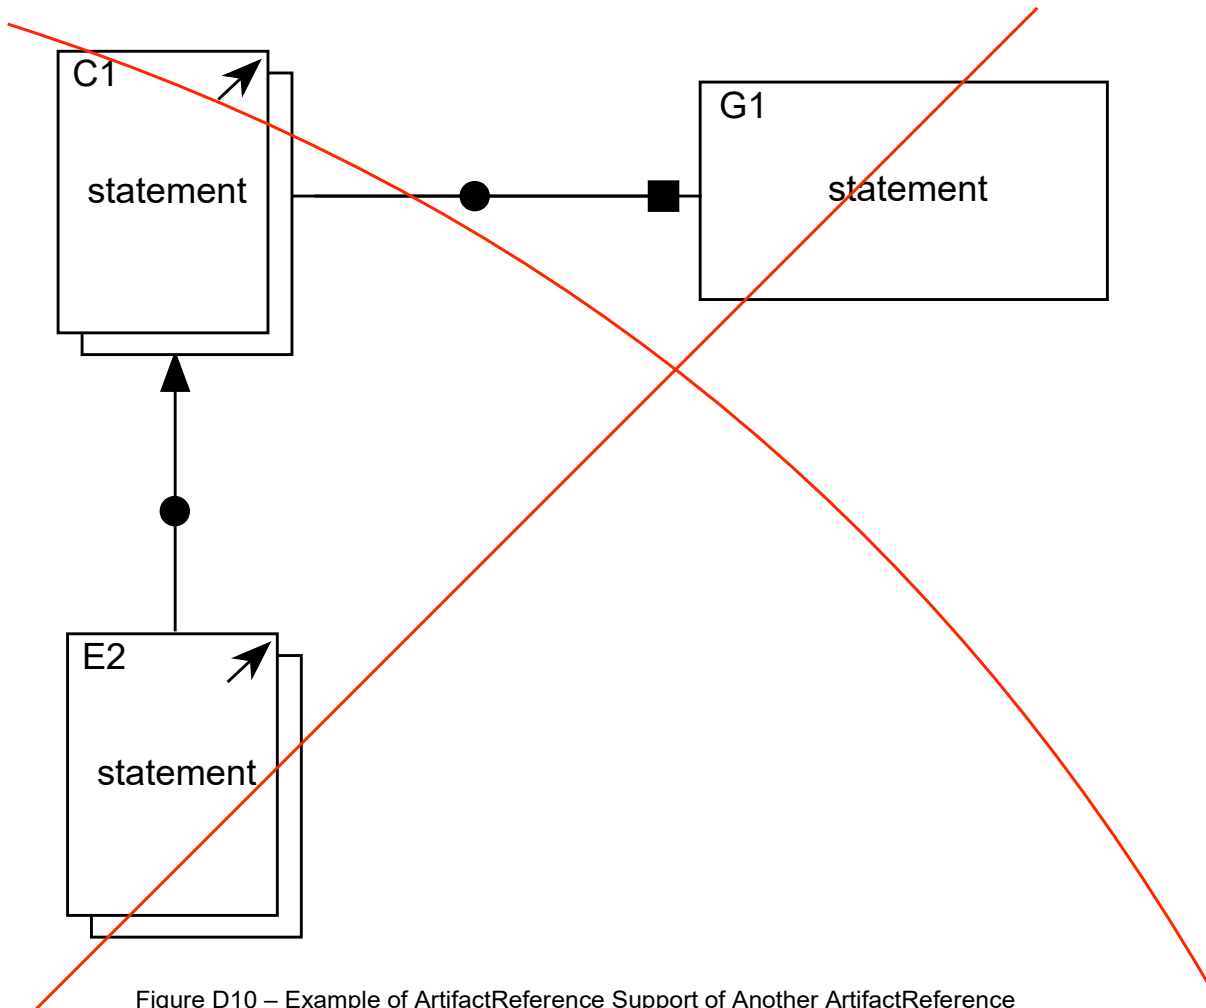 C1
G1
statement
statement
E2
statement
Figure D10 – Example of ArtifactReference Support of Another ArtifactReference